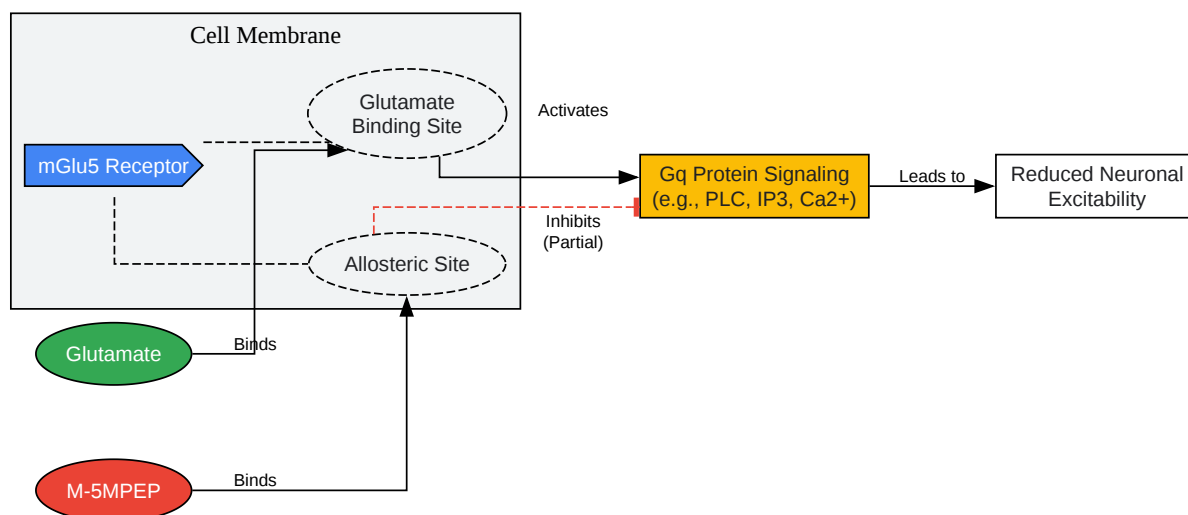 Cell Membrane
Glutamate
Binding Site
Activates
mGlu5 Receptor
Gq Protein Signaling
(e.g., PLC, IP3, Ca2+)
Leads to
Reduced Neuronal
Excitability
Inhibits
(Partial)
Allosteric Site
Glutamate
Binds
M-5MPEP
Binds